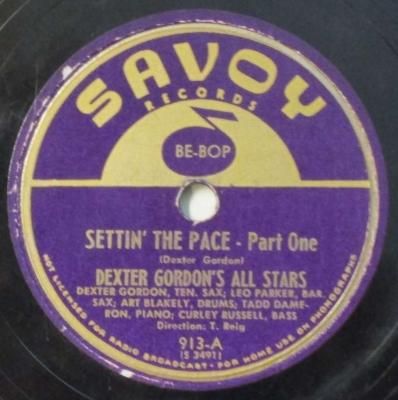 SAVOY
RECORDS
BE-BOP
SETTIN' THE PACE - Part One
(Dexter Gordon)
DEXTER GORDON'S ALL STARS
DEXTER GORDON, TEN. SAX; LEO PARKER, BAR.
SAX; ART BLAKELY, DRUMS; TADD DAME-
RON, PIANO; CURLEY RUSSELL, BASS
Direction: T. Reig
913-A
(S 3491)
NOT LICENSED FOR RADIO BROADCAST • FOR HOME USE ON PHONOGRAPHS